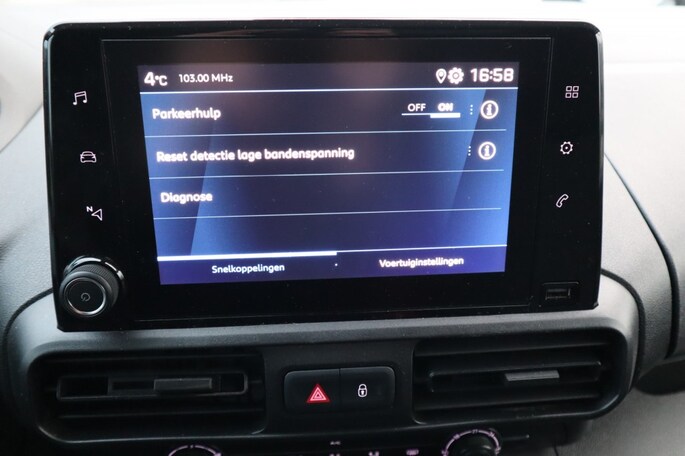 4°C 103.00 MHz 16:58
Parkeerhulp OFF ON
Reset detectie lage bandenspanning
Diagnose
Snelkoppelingen Voertuiginstellingen
N